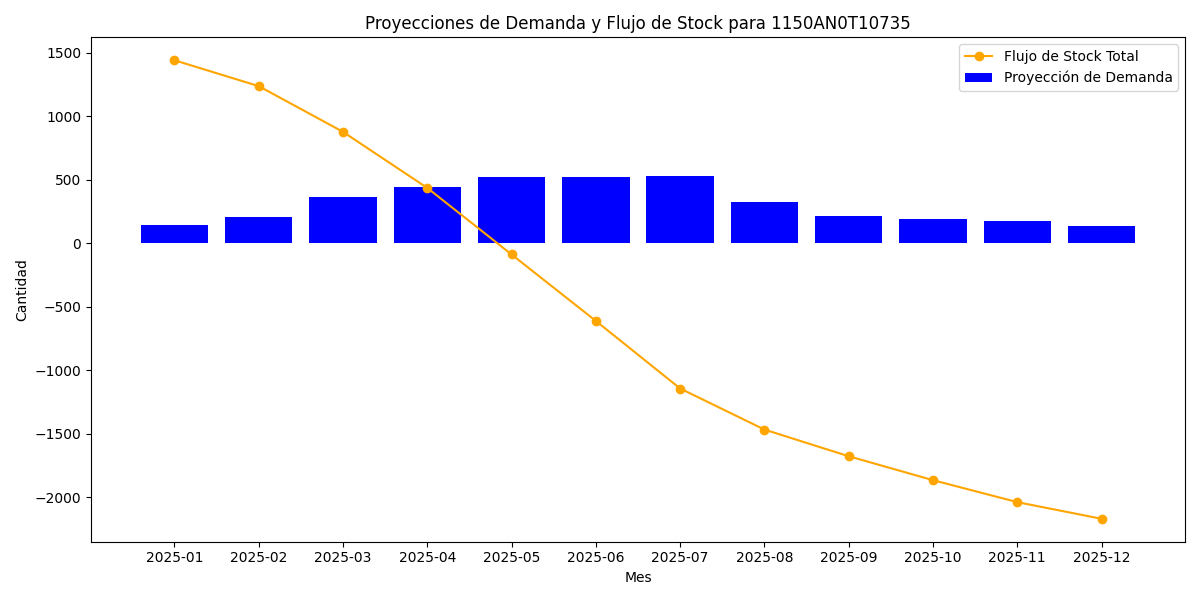 Proyecciones de Demanda y Flujo de Stock para 1150AN0T10735
Flujo de Stock Total
Proyección de Demanda
Cantidad
1500
1000
500
0
−500
−1000
−1500
−2000
2025-01 2025-02 2025-03 2025-04 2025-05 2025-06 2025-07 2025-08 2025-09 2025-10 2025-11 2025-12
Mes